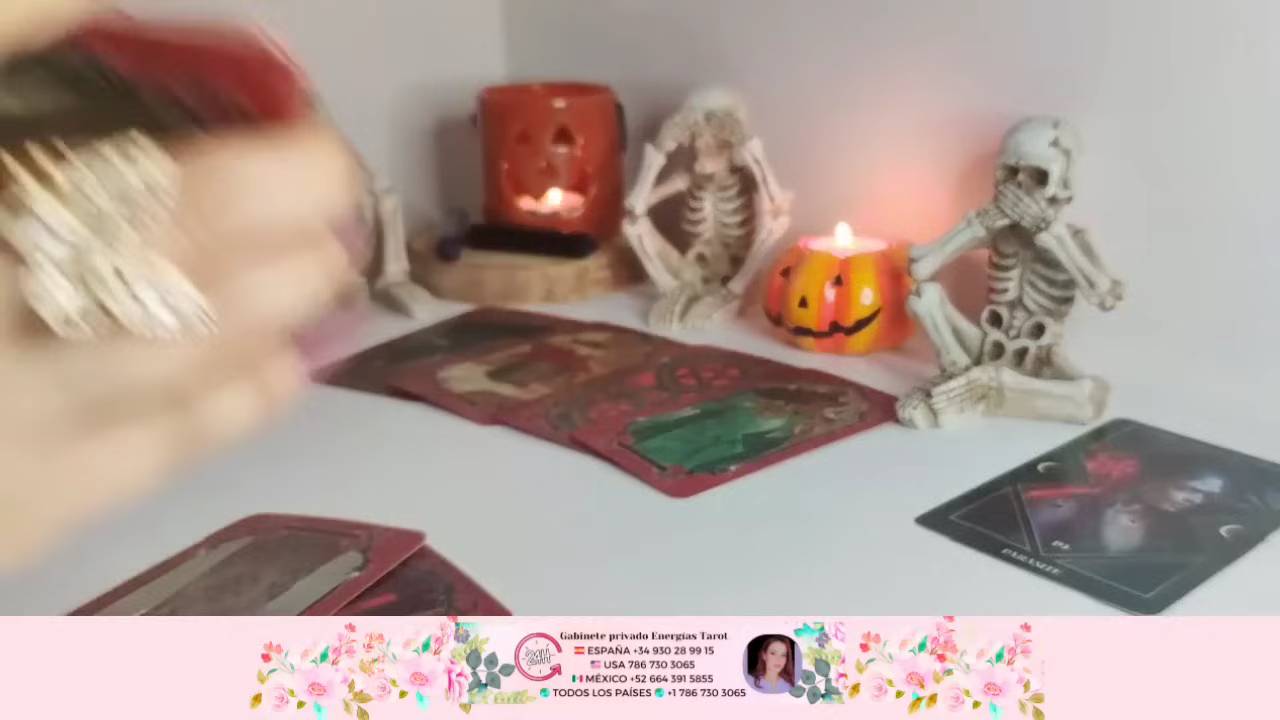 PARASITE
Gabinete privado Energías Tarot
24H
ESPAÑA +34 930 28 99 15
USA 786 730 3065
MÉXICO +52 664 391 5855
TODOS LOS PAÍSES +1 786 730 3065